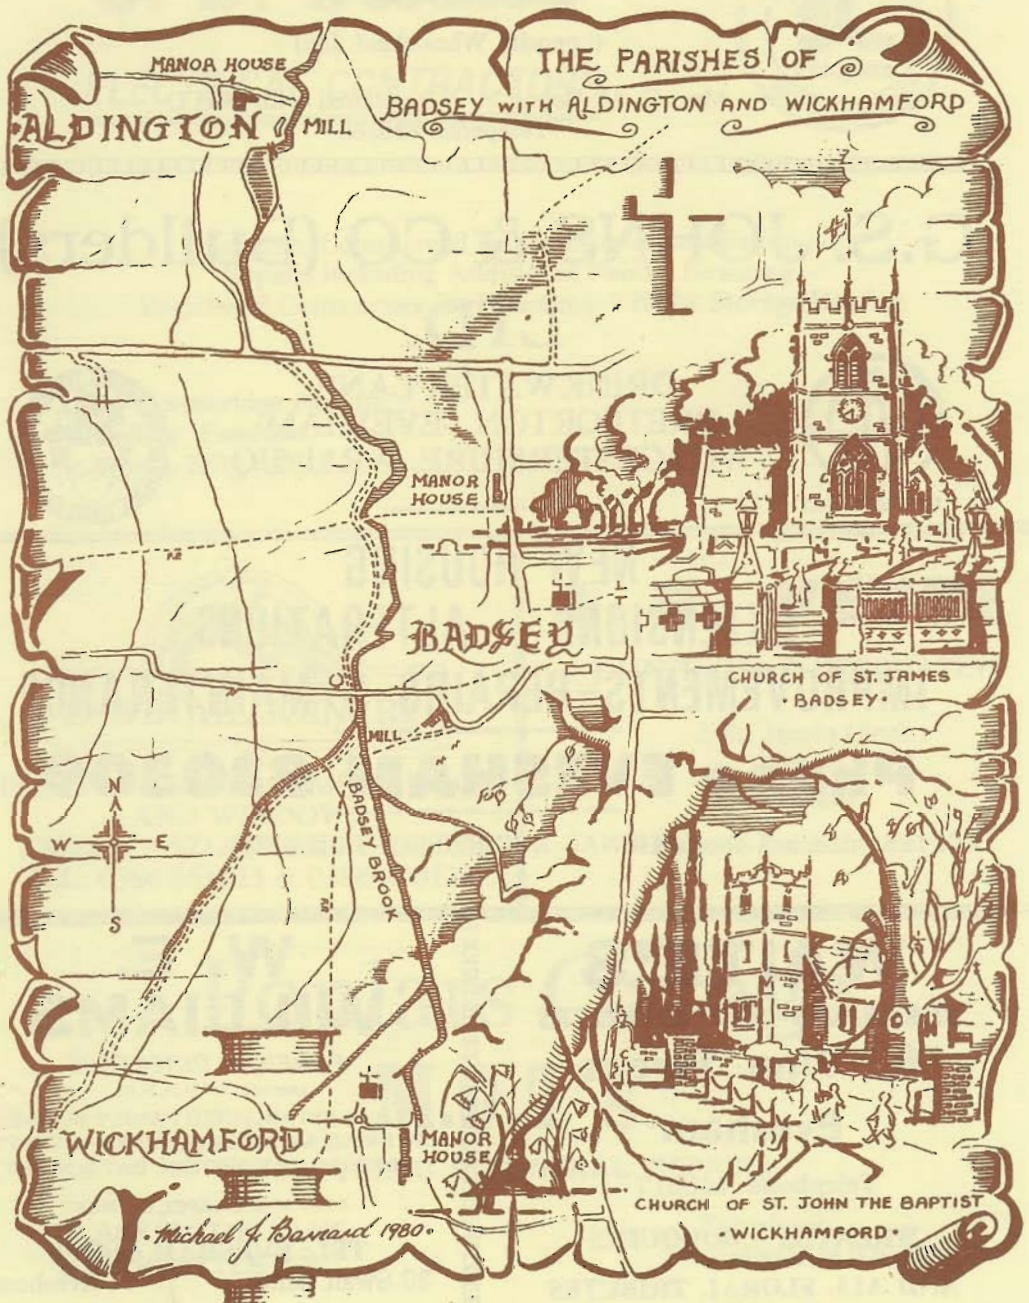 THE PARISHES OF
BADSEY WITH ALDINGTON AND WICKHAMFORD
MANOR HOUSE
ALDINGTON
MILL
MANOR
HOUSE
BADSEY
CHURCH OF ST. JAMES
• BADSEY •
MILL
BADSEY BROOK
N
W E
S
WICKHAMFORD
MANOR
HOUSE
CHURCH OF ST. JOHN THE BAPTIST
• WICKHAMFORD •
• Michael J. Barnard 1980 •